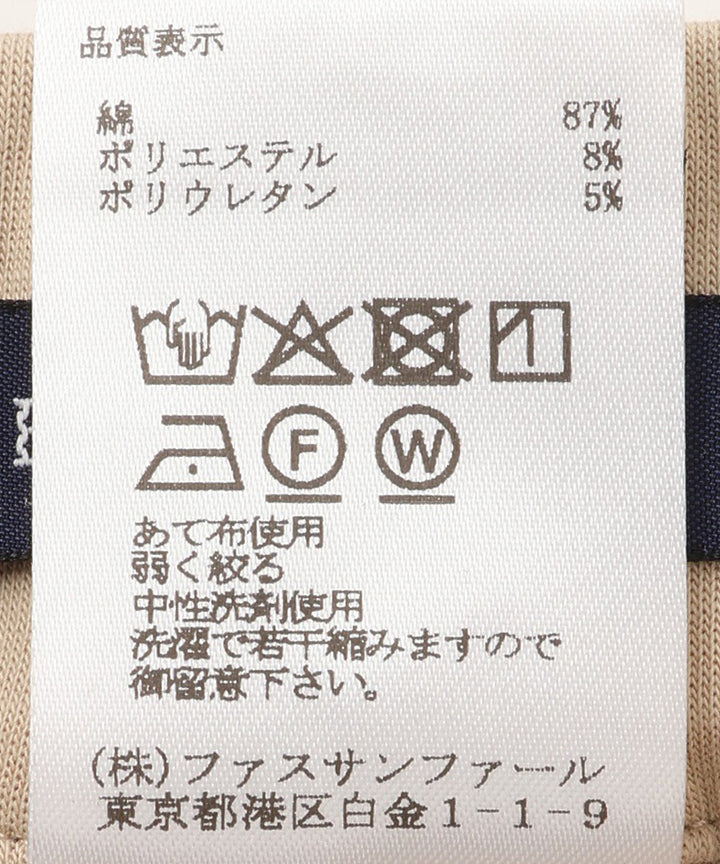 品質表示
綿 87%
ポリエステル 8%
ポリウレタン 5%
F W
あて布使用
弱く絞る
中性洗剤使用
洗濯で若干縮みますので
御留意下さい。
(株)ファスサンファール
東京都港区白金1-1-9